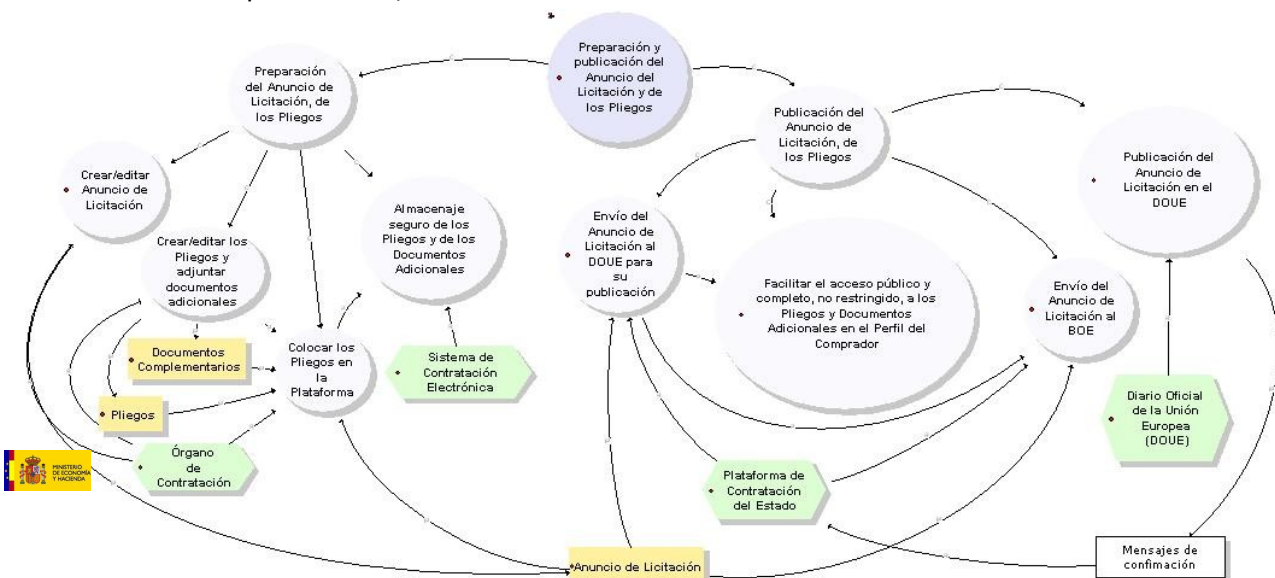 Preparación y
publicación del
Anuncio del
Licitación y de
los Pliegos
Preparación
del Anuncio de
Licitación, de
los Pliegos
Publicación del
Anuncio de
Licitación, de
los Pliegos
Publicación del
Anuncio de
Licitación en el
DOUE
Crear/editar
Anuncio de
Licitación
Almacenaje
seguro de los
Pliegos y de los
Documentos
Adicionales
Envío del
Anuncio de
Licitación al
DOUE para
su
publicación
Crear/editar los
Pliegos y
adjuntar
documentos
adicionales
Facilitar el acceso público y
completo, no restringido, a los
Pliegos y Documentos
Adicionales en el Perfil del
Comprador
Envío del
Anuncio de
Licitación al
BOE
Documentos
Complementarios
Colocar los
Pliegos en
la
Plataforma
Sistema de
Contratación
Electrónica
Pliegos
Diario Oficial
de la Unión
Europea
(DOUE)
Órgano
de
Contratación
MINISTERIO
DE ECONOMÍA
Y HACIENDA
Plataforma de
Contratación
del Estado
Anuncio de Licitación
Mensajes de
confimación